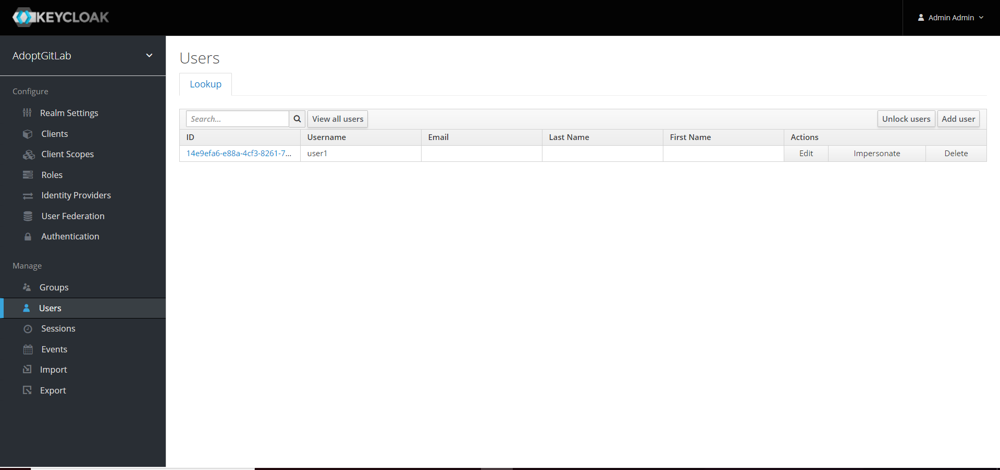 KEYCLOAK
Admin Admin
AdoptGitLab
Configure
Realm Settings
Clients
Client Scopes
Roles
Identity Providers
User Federation
Authentication
Manage
Groups
Users
Sessions
Events
Import
Export
Users
Lookup
Search... View all users Unlock users Add user
ID Username Email Last Name First Name Actions
14e9efa6-e88a-4cf3-8261-7... user1 Edit Impersonate Delete